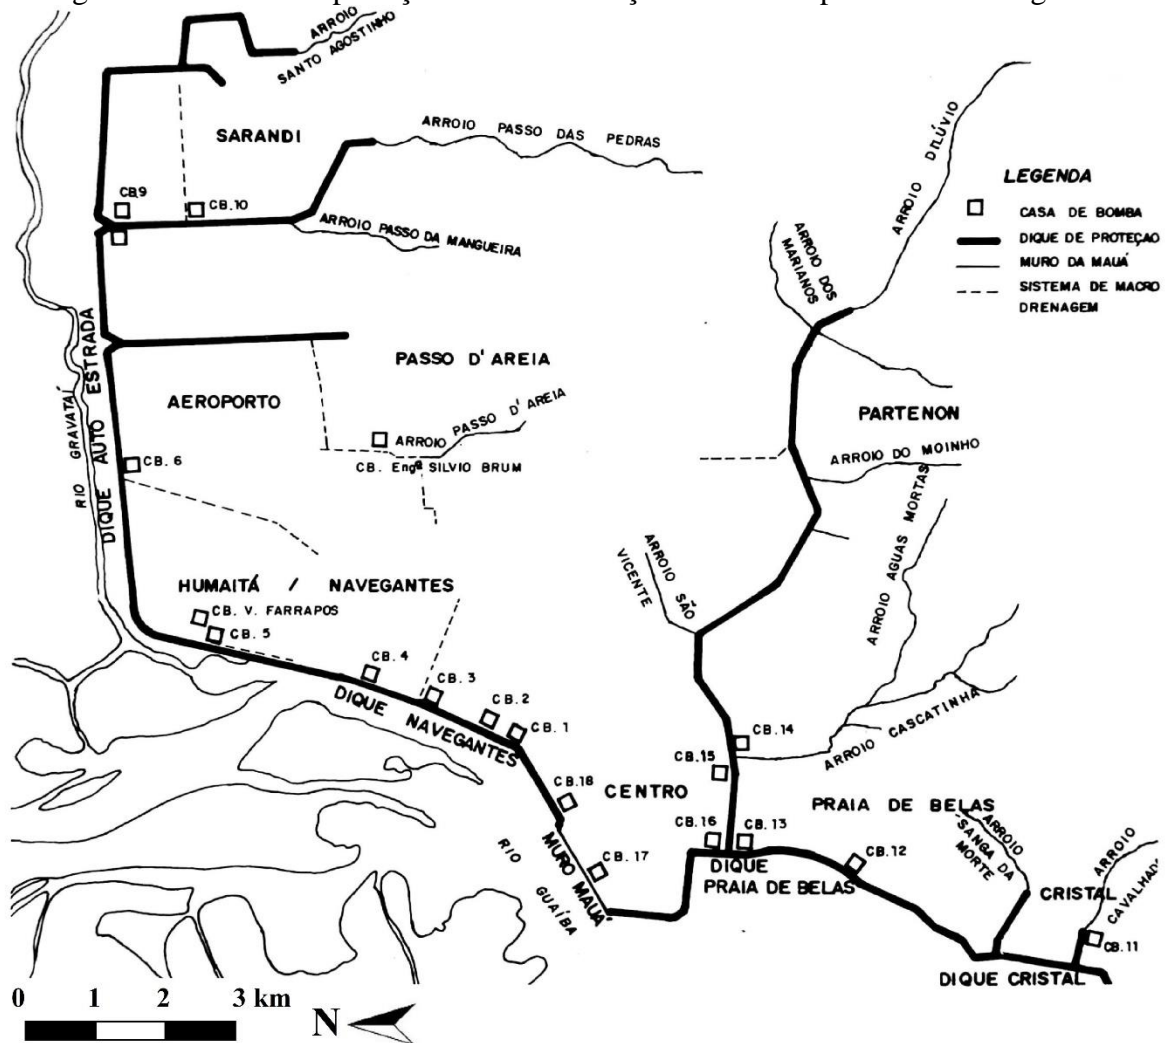 ARROIO
SANTO AGOSTINHO
SARANDI
ARROIO PASSO DAS PEDRAS
ARROIO DILÚVIO
LEGENDA
CASA DE BOMBA
DIQUE DE PROTEÇAO
MURO DA MAUÁ
SISTEMA DE MACRO
DRENAGEM
CB.9
CB.10
ARROIO PASSO DA MANGUEIRA
ARROIO DOS
MARIANOS
DIQUE AUTO ESTRADA
RIO GRAVATAÍ
PASSO D'AREIA
AEROPORTO
ARROIO PASSO D'AREIA
CB. Engº SILVIO BRUM
CB. 6
PARTENON
ARROIO DO MOINHO
ARROIO AGUAS MORTAS
ARROIO SÃO
VICENTE
HUMAITÁ / NAVEGANTES
CB. V. FARRAPOS
CB. 5
CB. 4
CB. 3
CB. 2
CB. 1
DIQUE NAVEGANTES
CB.14
CB.15
ARROIO CASCATINHA
CB.18
CENTRO
PRAIA DE BELAS
CB.16
CB.13
CB.12
ARROIO
SANGA DA
MORTE
MURO MAUÁ
CB.17
RIO GUAÍBA
DIQUE
PRAIA DE BELAS
CRISTAL
ARROIO
CB.11
DIQUE CRISTAL
0 1 2 3 km
N